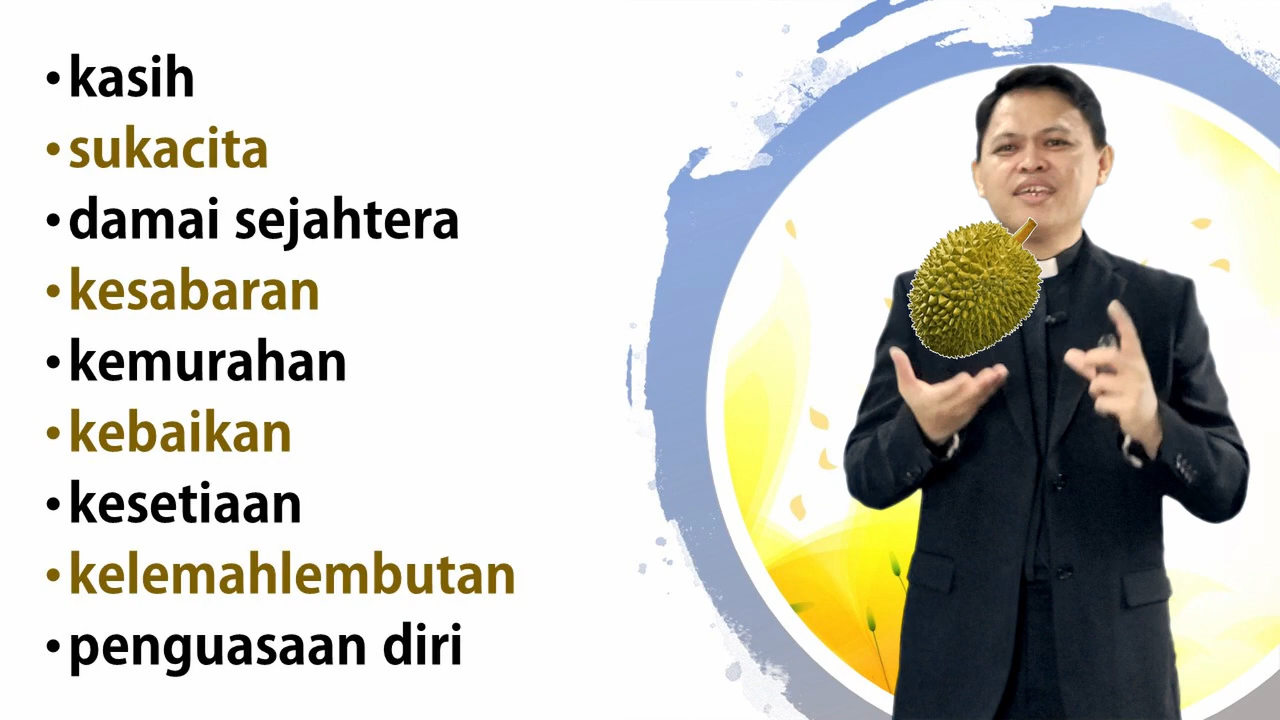 • kasih
• sukacita
• damai sejahtera
• kesabaran
• kemurahan
• kebaikan
• kesetiaan
• kelemahlembutan
• penguasaan diri